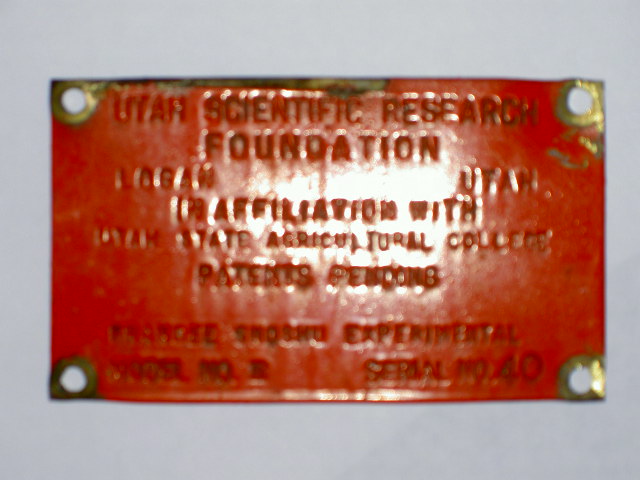 UTAH SCIENTIFIC RESEARCH
FOUNDATION
LOGAN UTAH
IN AFFILIATION WITH
UTAH STATE AGRICULTURAL COLLEGE
PATENTS PENDING
EXPERIMENTAL
MODEL NO. SERIAL NO. 40